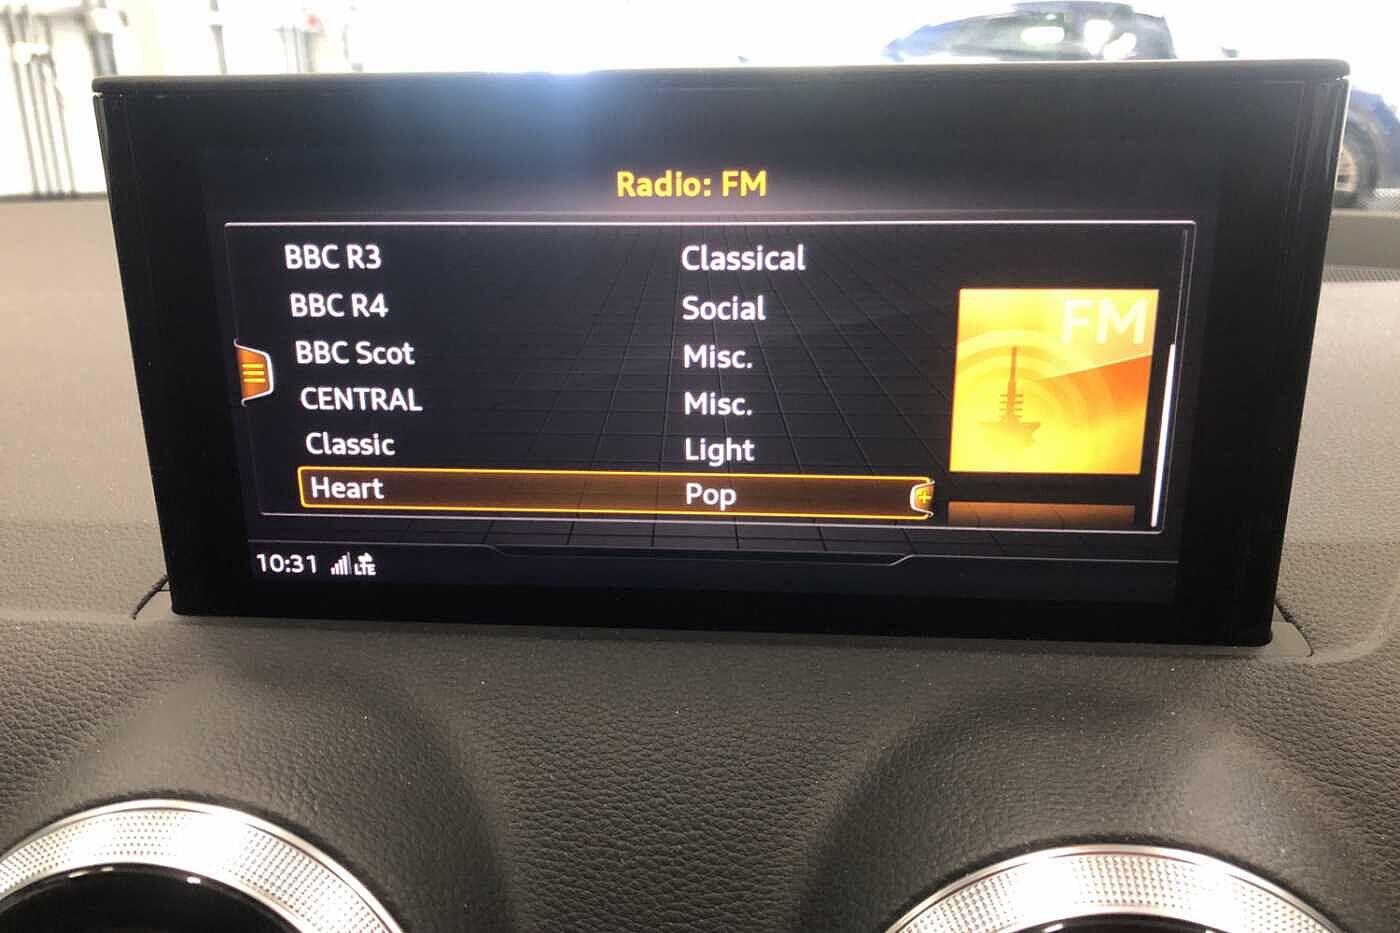 Radio: FM
BBC R3 Classical
BBC R4 Social
BBC Scot Misc.
CENTRAL Misc.
Classic Light
Heart Pop
FM
10:31 LTE